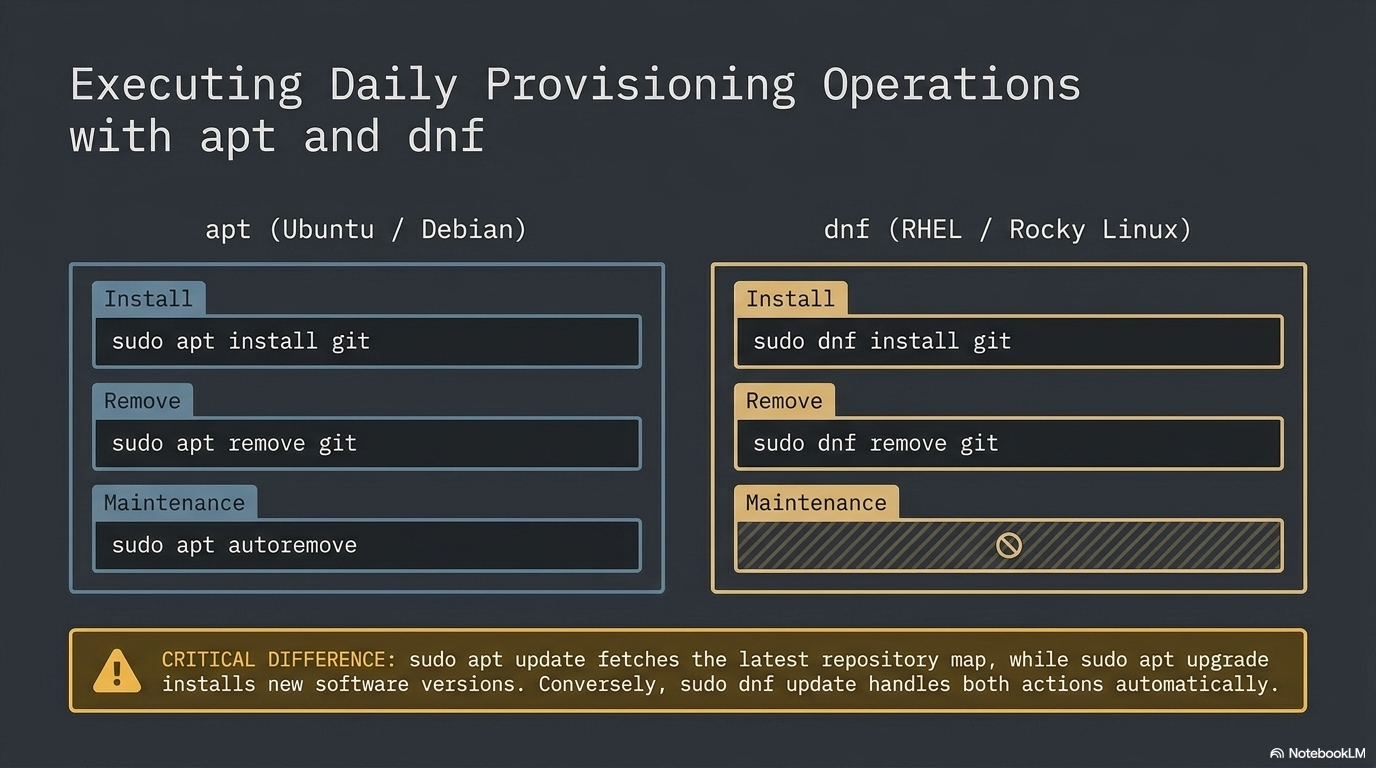 Executing Daily Provisioning Operations
with apt and dnf
apt (Ubuntu / Debian)
Install
sudo apt install git
Remove
sudo apt remove git
Maintenance
sudo apt autoremove
dnf (RHEL / Rocky Linux)
Install
sudo dnf install git
Remove
sudo dnf remove git
Maintenance
CRITICAL DIFFERENCE: sudo apt update fetches the latest repository map, while sudo apt upgrade
installs new software versions. Conversely, sudo dnf update handles both actions automatically.
NotebookLM